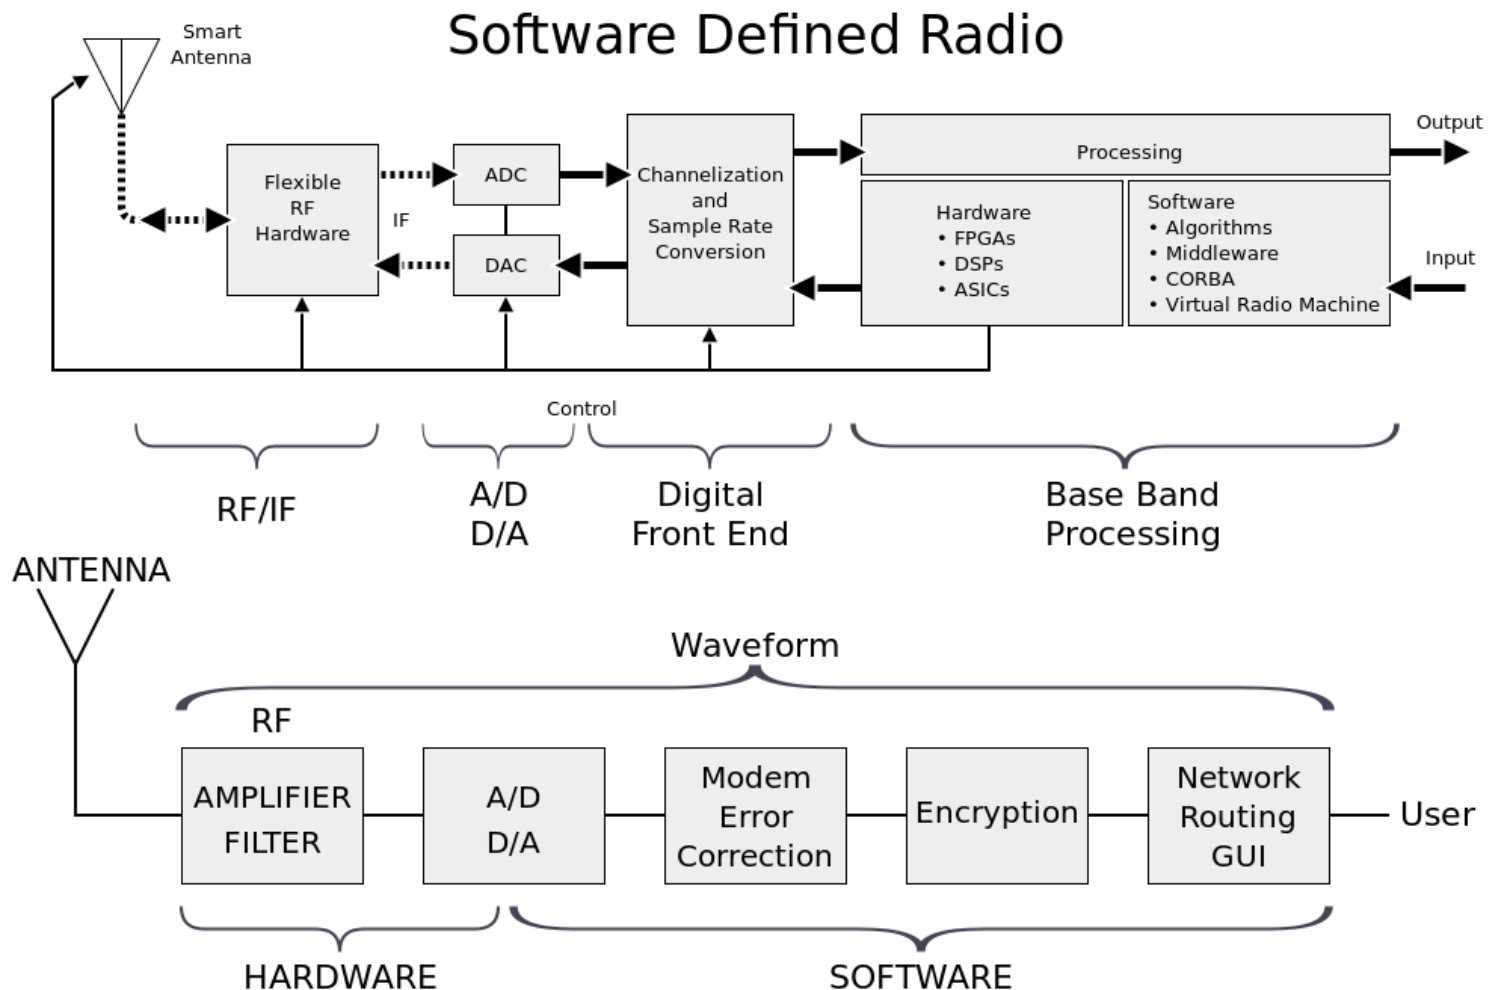 Software Defined Radio
Smart
Antenna
Flexible
RF
Hardware
IF
ADC
DAC
Channelization
and
Sample Rate
Conversion
Processing
Hardware
• FPGAs
• DSPs
• ASICs
Software
• Algorithms
• Middleware
• CORBA
• Virtual Radio Machine
Output
Input
Control
RF/IF
A/D
D/A
Digital
Front End
Base Band
Processing
ANTENNA
Waveform
RF
AMPLIFIER
FILTER
A/D
D/A
Modem
Error
Correction
Encryption
Network
Routing
GUI
User
HARDWARE
SOFTWARE